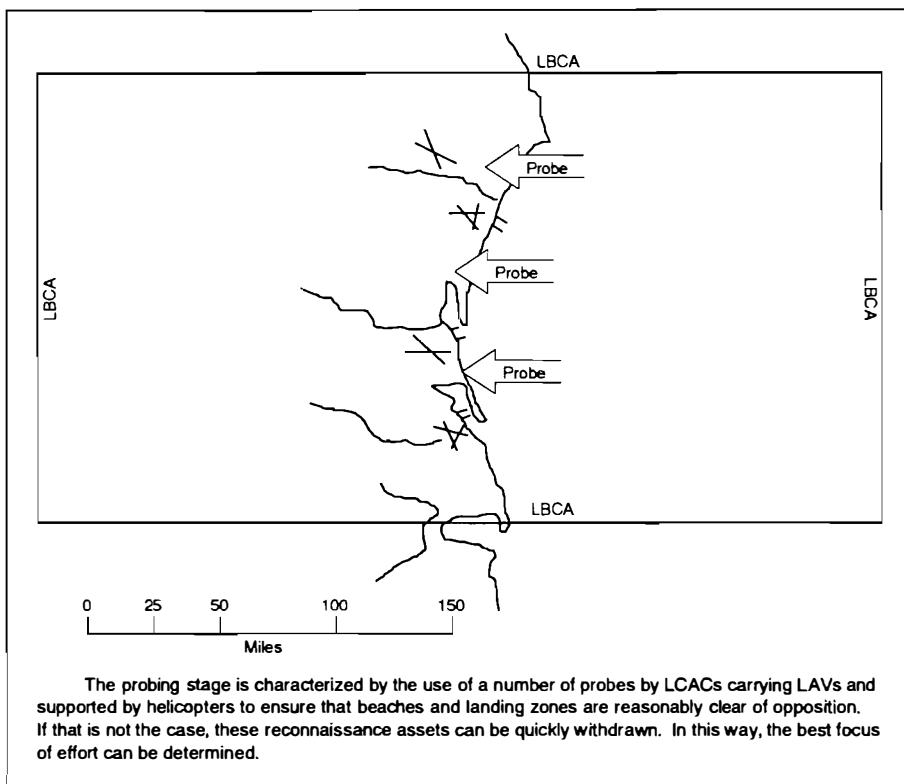 LBCA
Probe
Probe
LBCA
LBCA
Probe
LBCA
0 25 50 100 150
Miles
The probing stage is characterized by the use of a number of probes by LCACs carrying LAVs and
supported by helicopters to ensure that beaches and landing zones are reasonably clear of opposition.
If that is not the case, these reconnaissance assets can be quickly withdrawn. In this way, the best focus
of effort can be determined.